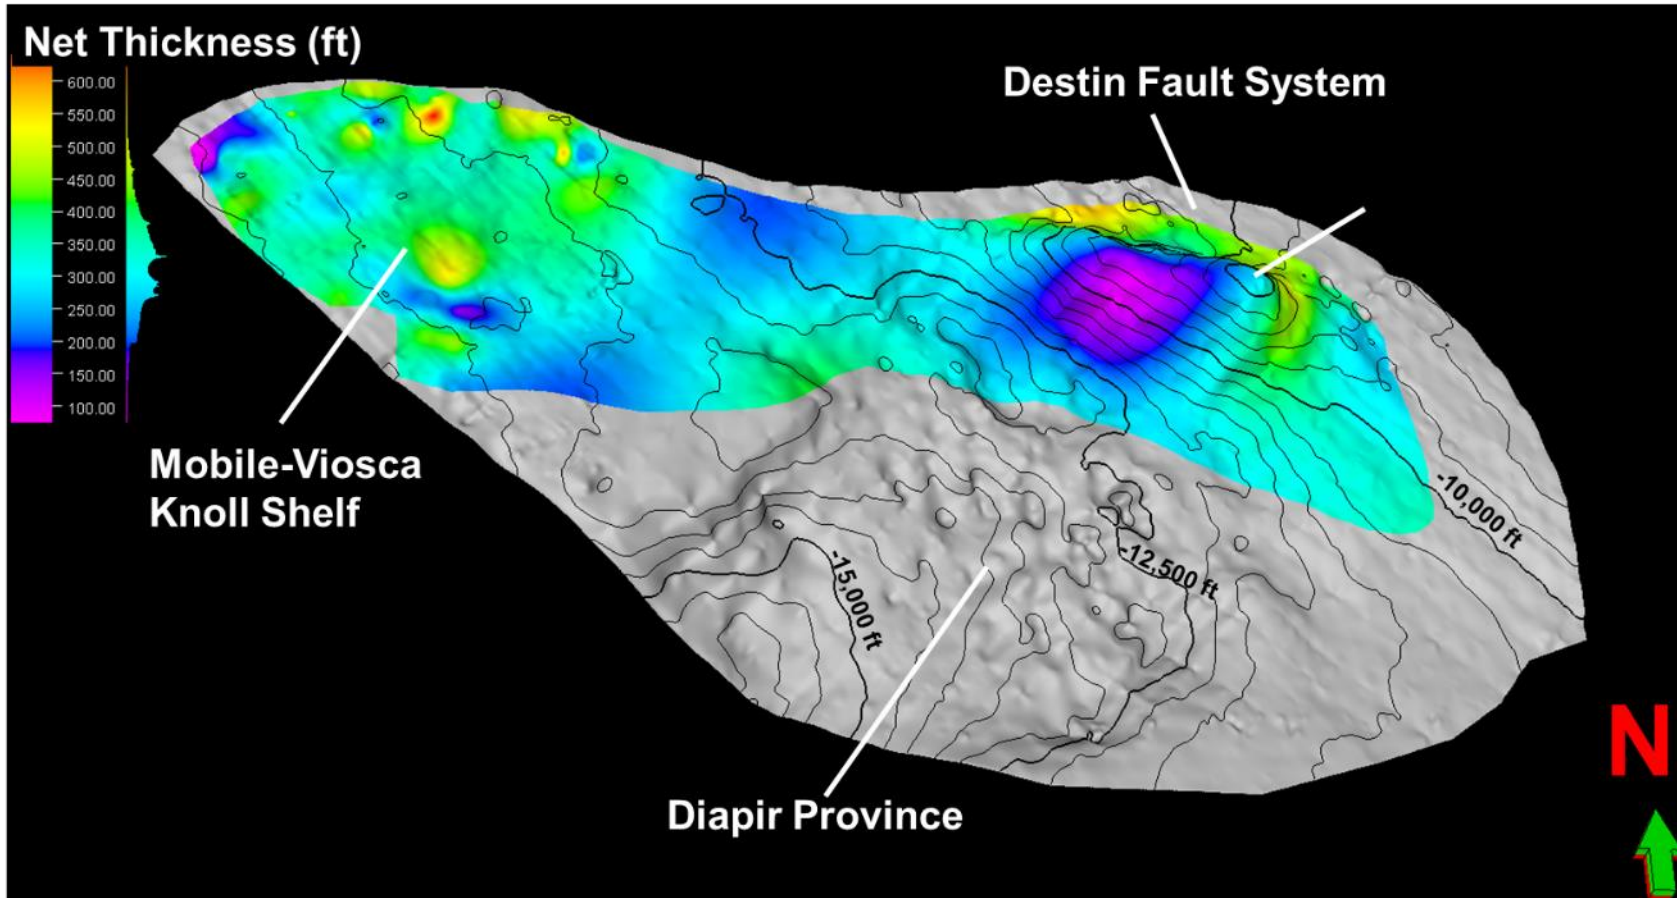 Net Thickness (ft)
600.00
550.00
500.00
450.00
400.00
350.00
300.00
250.00
200.00
150.00
100.00
Destin Fault System
Mobile-Viosca
Knoll Shelf
-10,000 ft
-12,500 ft
-15,000 ft
Diapir Province
N